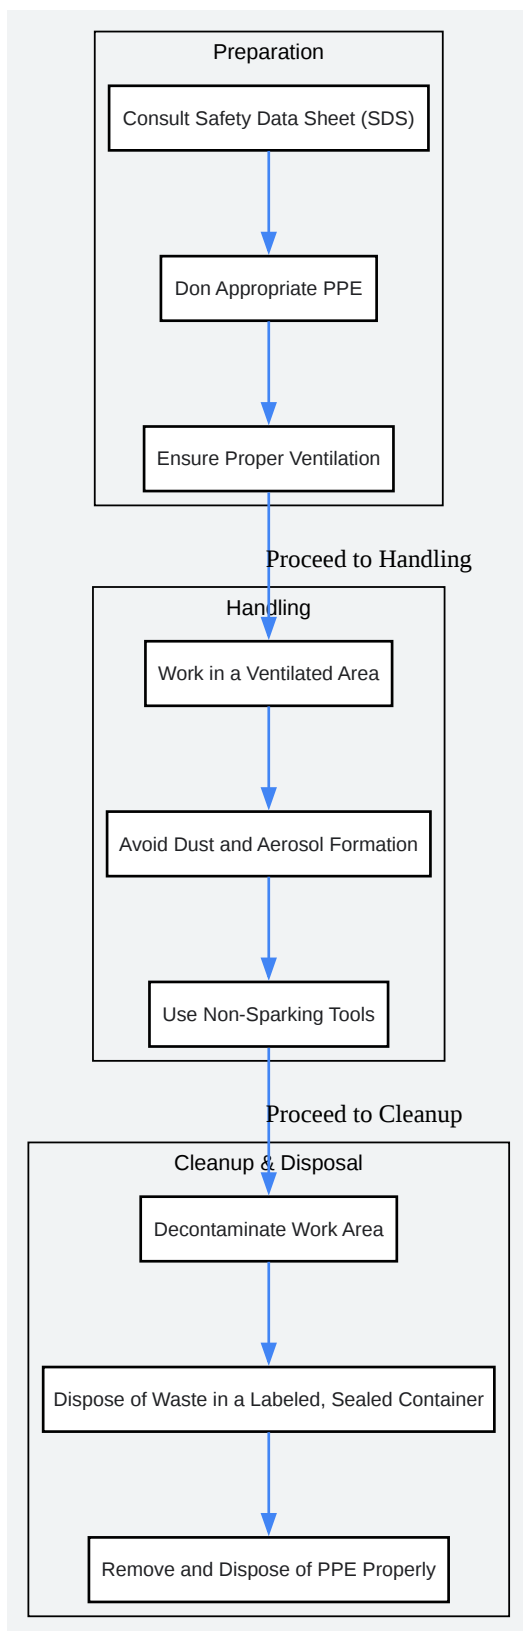 Preparation
Consult Safety Data Sheet (SDS)
Don Appropriate PPE
Ensure Proper Ventilation
Proceed to Handling
Handling
Work in a Ventilated Area
Avoid Dust and Aerosol Formation
Use Non-Sparking Tools
Proceed to Cleanup
Cleanup & Disposal
Decontaminate Work Area
Dispose of Waste in a Labeled, Sealed Container
Remove and Dispose of PPE Properly